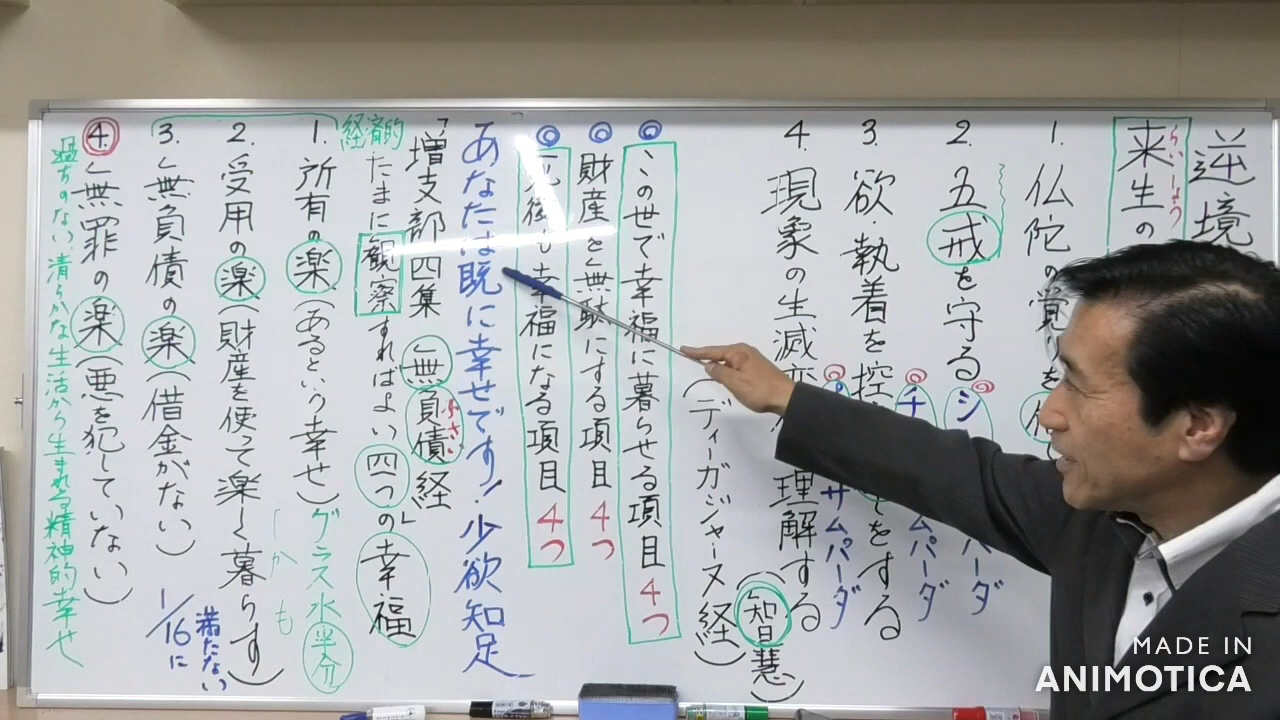 逆境
来生の
らいしょう
1. 仏陀の覚りを
2. 五戒を守る
シ パーダ
3. 欲・執着を控 をする
チ ムパーダ
4. 現象の生滅変 理解する
サムパーダ
(智慧)
(ディーガジャーヌ経)
◎ この世で幸福に暮らせる項目 4つ
◎ 財産を無駄にする項目 4つ
◎ 死後も幸福になる項目 4つ
あなたは既に幸せです! 少欲知足
「増支部四集 無負債経」
ふさい
たまに観察すればよい 四つの幸福
経済的
1. 所有の楽(あるという幸せ)
グラス水半分
しかも
2. 受用の楽(財産を使って楽しく暮らす)
3. 無負債の楽(借金がない)
1/16に
満たない
4. 無罪の楽(悪を犯していない)
過ちのない、清らかな生活から生まれる精神的幸せ
MADE IN
ANIMOTICA